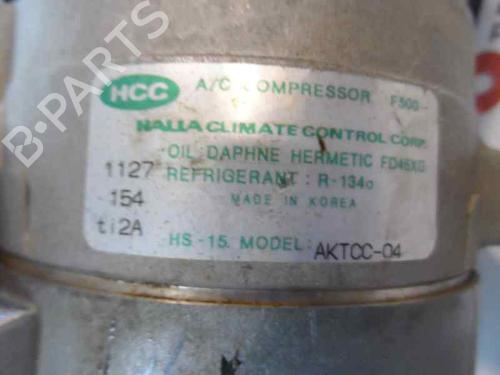 HCC A/C COMPRESSOR F500-
HALLA CLIMATE CONTROL CORP.
OIL: DAPHNE HERMETIC FD46XG
1127 REFRIGERANT : R-134a
154 MADE IN KOREA
ti2A HS-15 MODEL: AKTCC-04
B